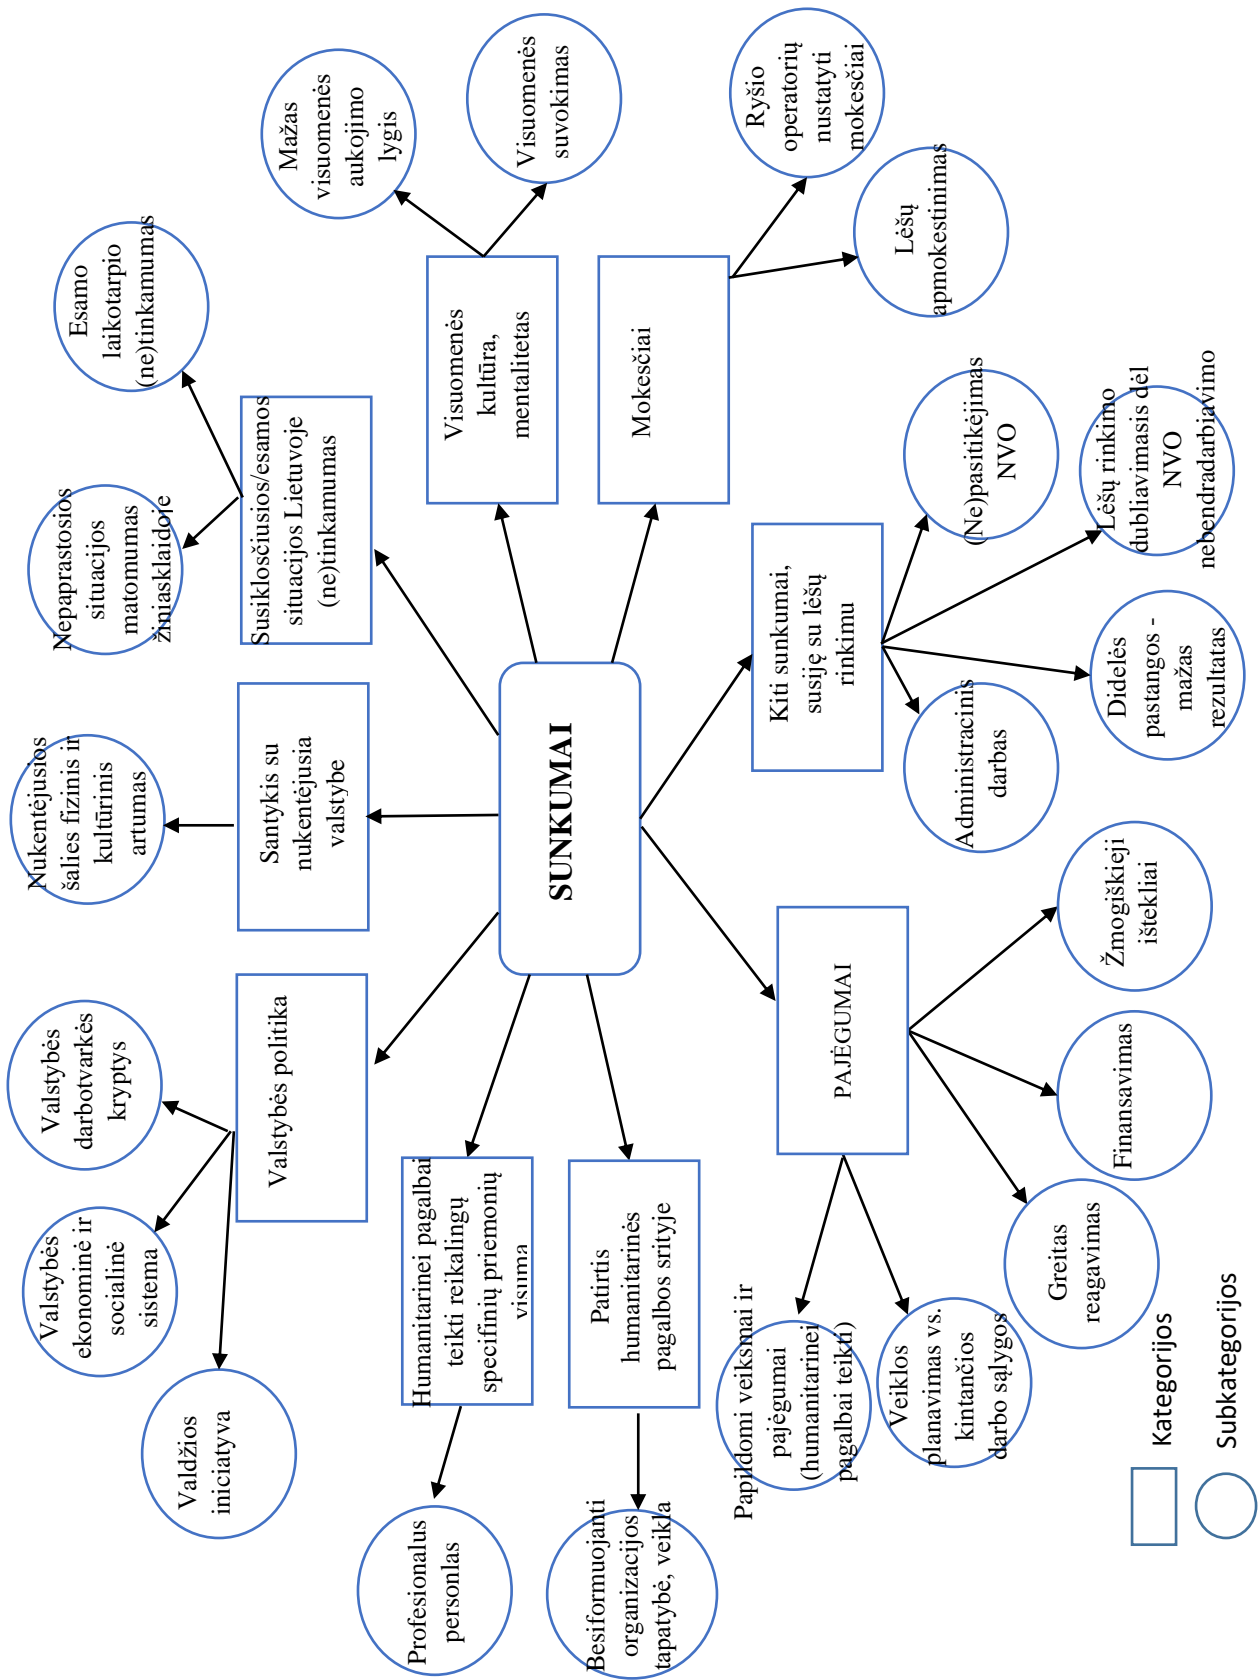 Profesionalus
personlas
Besiformuojanti
organizacijos
tapatybė, veikla
Valdžios
iniciatyva
Valstybės
ekonominė ir
socialinė
sistema
Valstybės
darbotvarkės
kryptys
Valstybės politika
Humanitarinei pagalbai
teikti reikalingų
specifinių priemonių
visuma
Patirtis
humanitarinės
pagalbos srityje
Papildomi veiksmai ir
pajėgumai
(humanitarinei
pagalbai teikti)
Veiklos
planavimas vs.
kintančios
darbo sąlygos
Greitas
reagavimas
Finansavimas
Žmogiškieji
ištekliai
PAJĖGUMAI
SUNKUMAI
Nukentėjusios
šalies fizinis ir
kultūrinis
artumas
Santykis su
nukentėjusia
valstybe
Nepaprastosios
situacijos
matomumas
žiniasklaidoje
Esamo
laikotarpio
(ne)tinkamumas
Susiklosčiusios/esamos
situacijos Lietuvoje
(ne)tinkamumas
Mažas
visuomenės
aukojimo
lygis
Visuomenės
suvokimas
Visuomenės
kultūra,
mentalitetas
Mokesčiai
Ryšio
operatorių
nustatyti
mokesčiai
Lėšų
apmokestinimas
Kiti sunkumai,
susiję su lėšų
rinkimu
Administracinis
darbas
Didelės
pastangos -
mažas
rezultatas
Lėšų rinkimo
dubliavimasis dėl
NVO
nebendradarbiavimo
(Ne)pasitikėjimas
NVO
Kategorijos
Subkategorijos